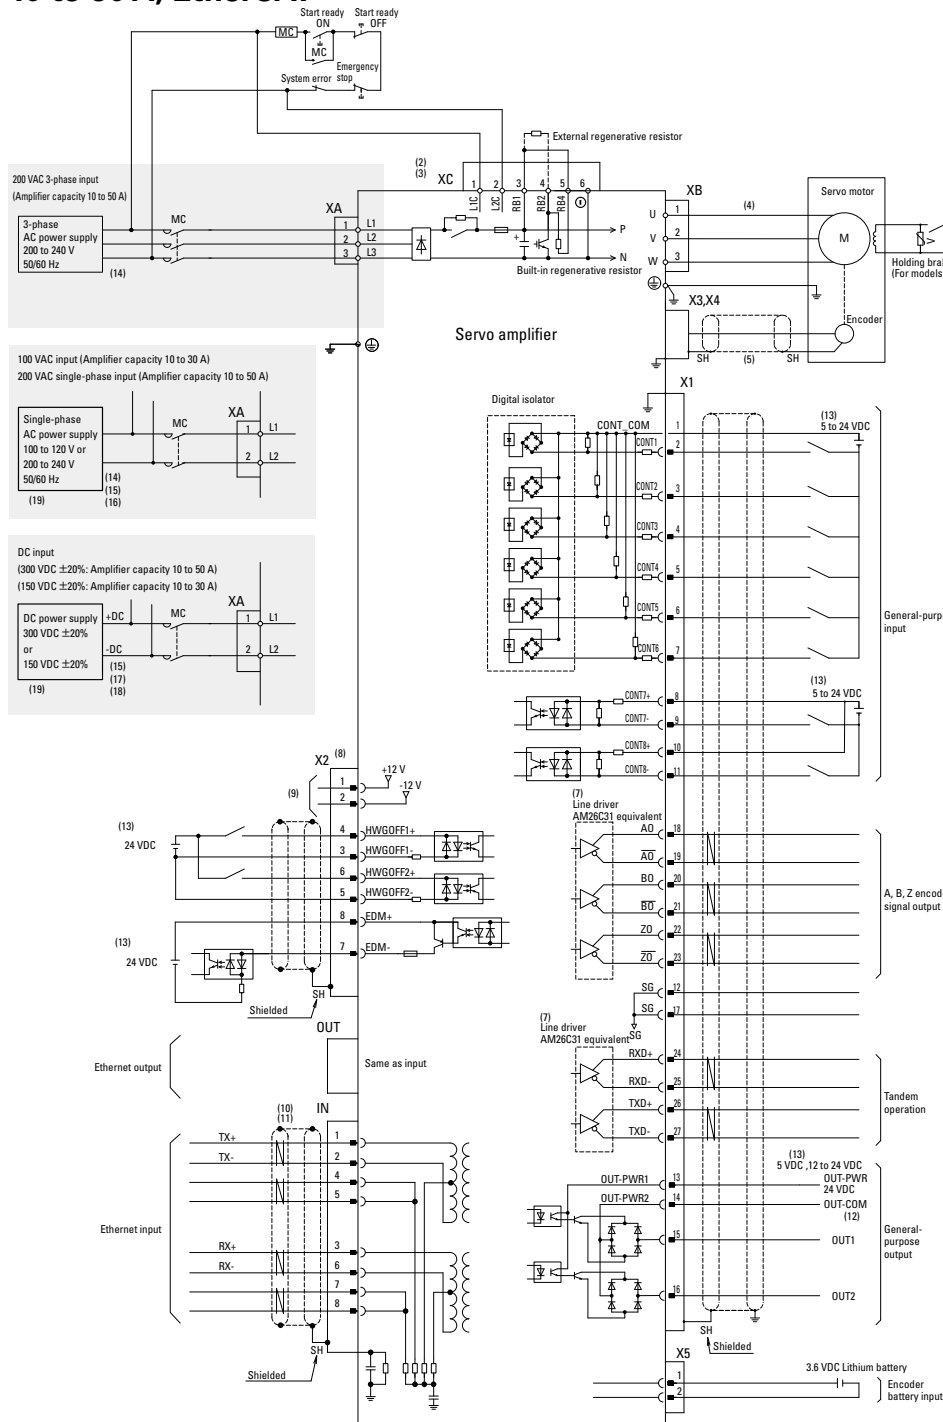 Start ready
ON
Start ready
OFF
MC
MC
System error
Emergency
stop
External regenerative resistor
(2)
(3)
XC
1 2 3 4 5 6
L1C
L2C
RB1
RB2
RB4
200 VAC 3-phase input
(Amplifier capacity 10 to 50 A)
3-phase
AC power supply
200 to 240 V
50/60 Hz
(14)
MC
XA
1 L1
2 L2
3 L3
+
P
N
Built-in regenerative resistor
XB
U 1
V 2
W 3
(4)
Servo motor
M
Holding bra
(For models
X3,X4
Encoder
SH
(5)
SH
Servo amplifier
100 VAC input (Amplifier capacity 10 to 30 A)
200 VAC single-phase input (Amplifier capacity 10 to 50 A)
Single-phase
AC power supply
100 to 120 V or
200 to 240 V
50/60 Hz
(19)
(14)
(15)
(16)
MC
XA
1 L1
2 L2
DC input
(300 VDC ±20%: Amplifier capacity 10 to 50 A)
(150 VDC ±20%: Amplifier capacity 10 to 30 A)
DC power supply
300 VDC ±20%
or
150 VDC ±20%
(19)
+DC
-DC
(15)
(17)
(18)
MC
XA
1 L1
2 L2
X1
Digital isolator
CONT_COM 1
CONT1 2
CONT2 3
CONT3 4
CONT4 5
CONT5 6
CONT6 7
(13)
5 to 24 VDC
General-purp
input
CONT7+ 8
CONT7- 9
CONT8+ 10
CONT8- 11
(13)
5 to 24 VDC
X2
(8)
(9)
1 +12 V
2 -12 V
(13)
24 VDC
4 HWGOFF1+
3 HWGOFF1-
6 HWGOFF2+
5 HWGOFF2-
8 EDM+
7 EDM-
(13)
24 VDC
SH
Shielded
(7)
Line driver
AM26C31 equivalent
AO 18
AO 19
BO 20
BO 21
ZO 22
ZO 23
A, B, Z encod
signal output
SG 12
SG 17
SG
(7)
Line driver
AM26C31 equivalent
RXD+ 24
RXD- 25
TXD+ 26
TXD- 27
Tandem
operation
OUT
Ethernet output
Same as input
IN
(10)
(11)
TX+ 1
TX- 2
4
5
Ethernet input
RX+ 3
RX- 6
7
8
SH
Shielded
(13)
5 VDC ,12 to 24 VDC
OUT-PWR1 13
OUT-PWR
24 VDC
OUT-PWR2 14
OUT-COM
(12)
15 OUT1
16 OUT2
General-
purpose
output
SH
Shielded
X5
1
2
3.6 VDC Lithium battery
Encoder
battery input